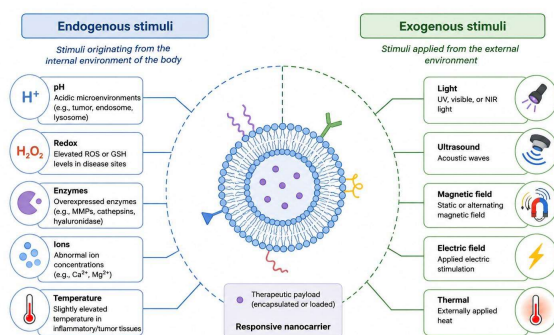 Endogenous stimuli
Stimuli originating from the
internal environment of the body
H⁺
pH
Acidic microenvironments
(e.g., tumor, endosome,
lysosome)
H₂O₂
Redox
Elevated ROS or GSH
levels in disease sites
Enzymes
Overexpressed enzymes
(e.g., MMPs, cathepsins,
hyaluronidase)
Ions
Abnormal ion
concentrations
(e.g., Ca²⁺, Mg²⁺)
Temperature
Slightly elevated
temperature in
inflammatory/tumor tissues
Therapeutic payload
(encapsulated or loaded)
Responsive nanocarrier
Exogenous stimuli
Stimuli applied from the external
environment
Light
UV, visible, or NIR
light
Ultrasound
Acoustic waves
Magnetic field
Static or alternating
magnetic field
Electric field
Applied electric
stimulation
Thermal
Externally applied
heat